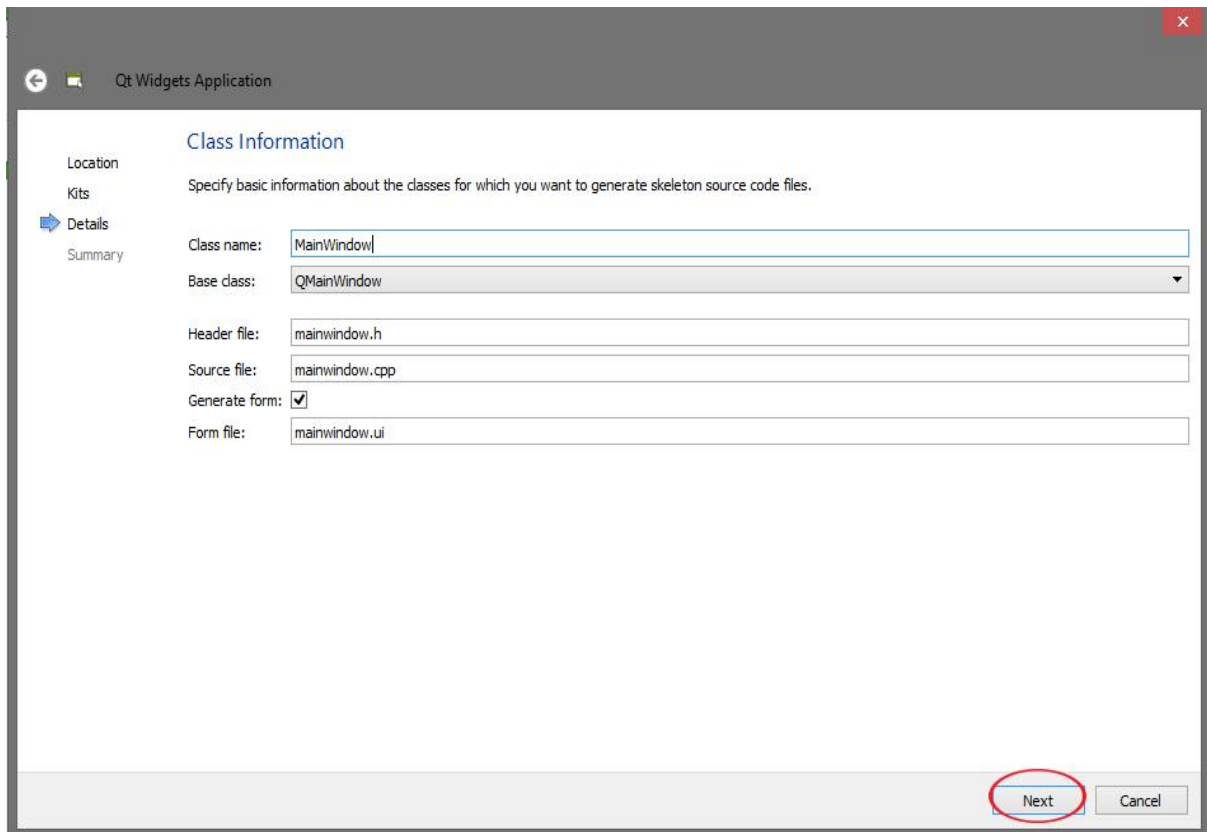 Qt Widgets Application
Location
Kits
Details
Summary
Class Information
Specify basic information about the classes for which you want to generate skeleton source code files.
Class name: MainWindow
Base class: QMainWindow
Header file: mainwindow.h
Source file: mainwindow.cpp
Generate form:
Form file: mainwindow.ui
Next Cancel